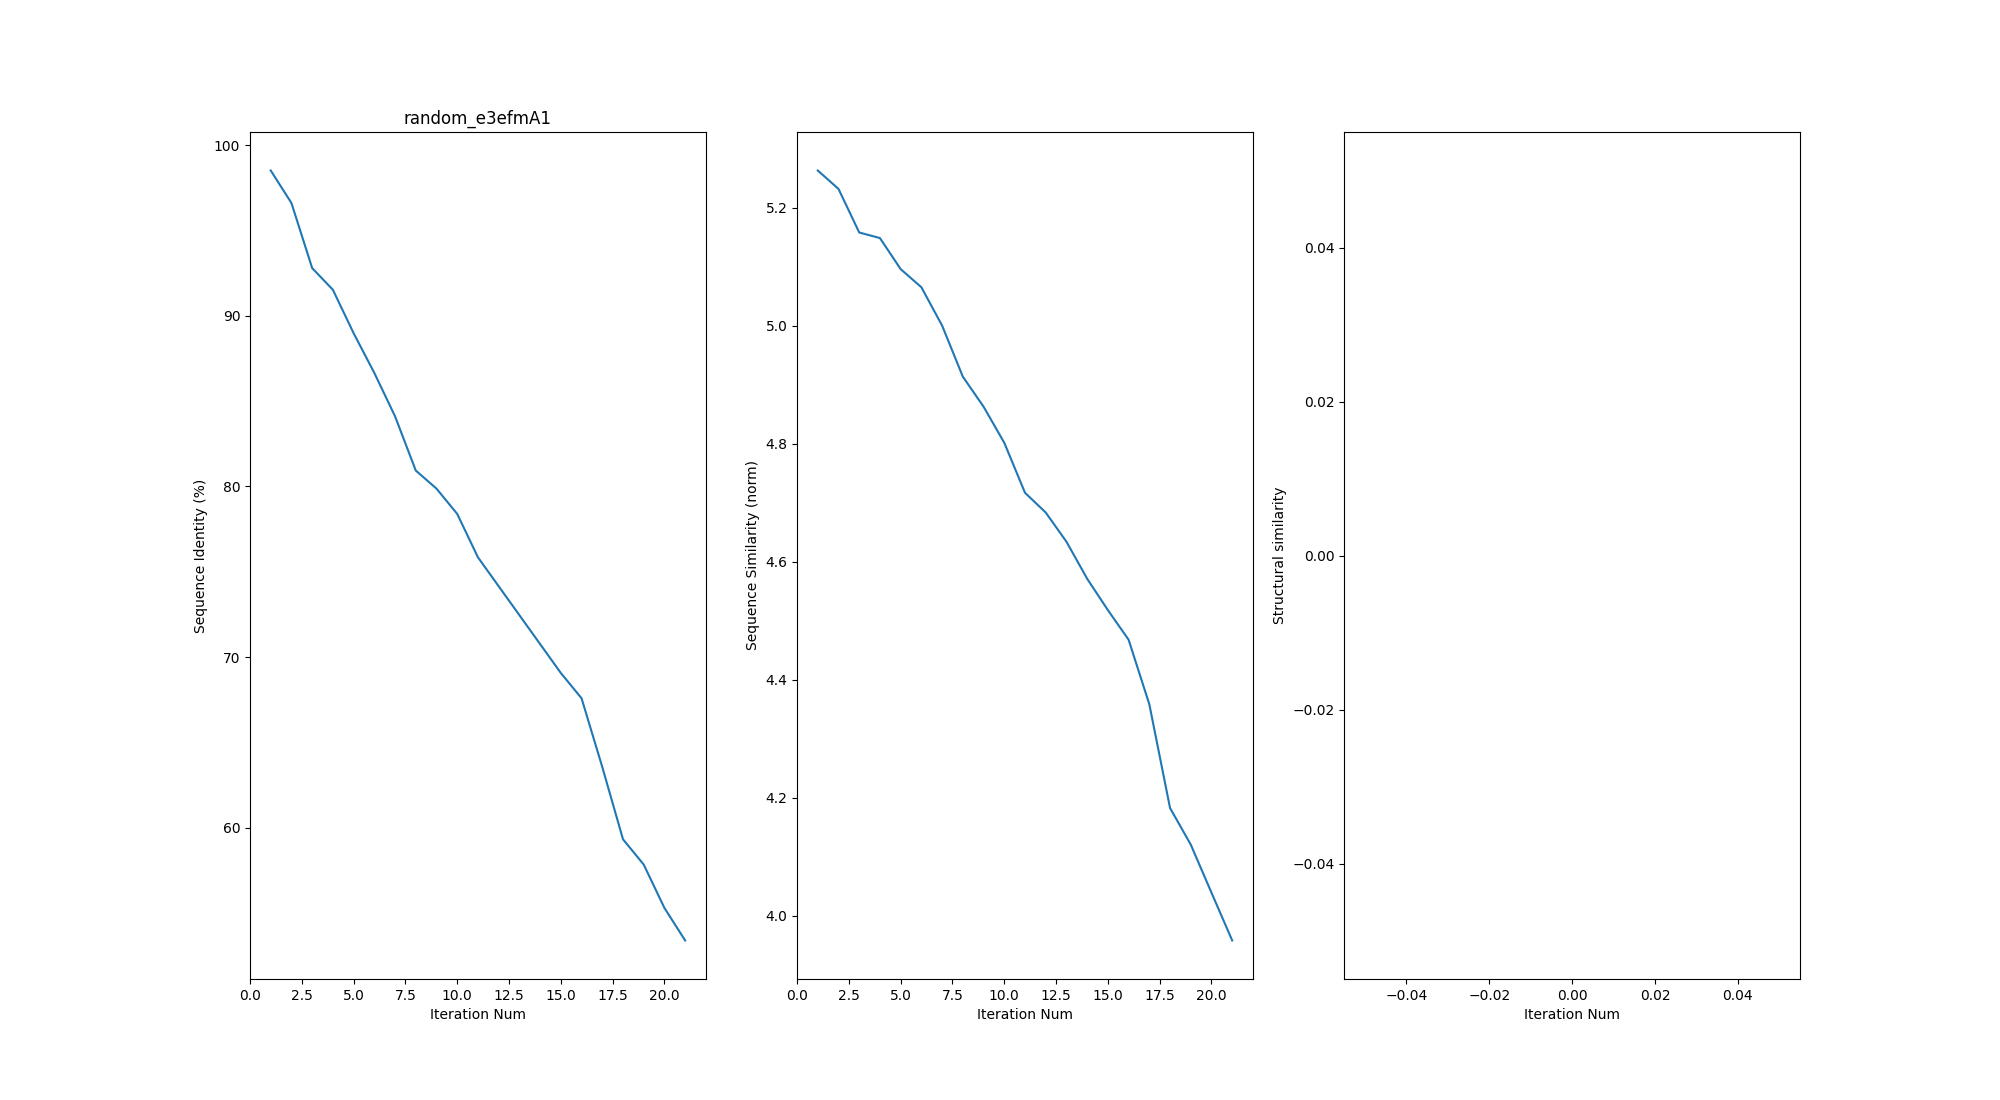 random_e3efmA1
100
90
80
70
60
Sequence Identity (%)
0.0 2.5 5.0 7.5 10.0 12.5 15.0 17.5 20.0
Iteration Num
5.2
5.0
4.8
4.6
4.4
4.2
4.0
Sequence Similarity (norm)
0.0 2.5 5.0 7.5 10.0 12.5 15.0 17.5 20.0
Iteration Num
0.04
0.02
0.00
−0.02
−0.04
Structural similarity
−0.04 −0.02 0.00 0.02 0.04
Iteration Num